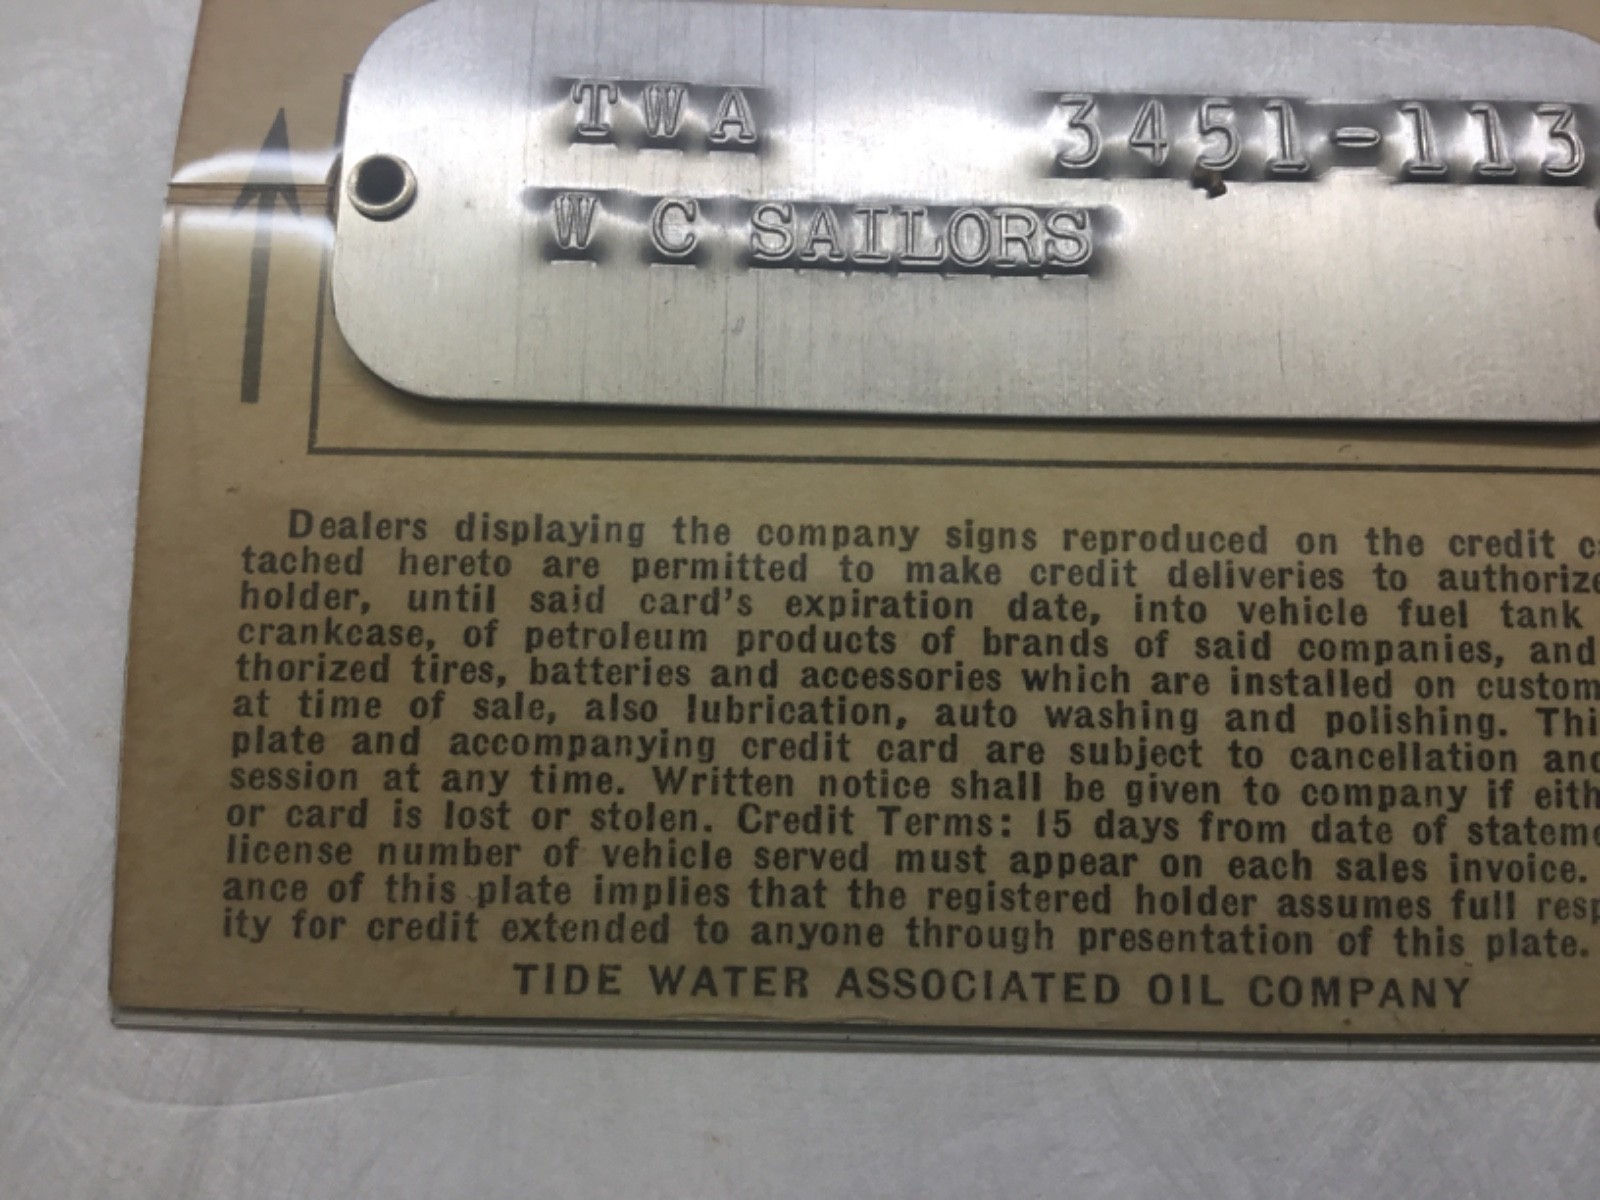 TWA 3451-113
W C SAILORS
Dealers displaying the company signs reproduced on the credit
tached hereto are permitted to make credit deliveries to
holder, until said card's expiration date, into vehicle fuel tank
crankcase, of petroleum products of brands of said companies, and
thorized tires, batteries and accessories which are installed on
at time of sale, also lubrication, auto washing and polishing.
plate and accompanying credit card are subject to cancellation
session at any time. Written notice shall be given to company if
or card is lost or stolen. Credit Terms: 15 days from date of
license number of vehicle served must appear on each sales invoice.
ance of this plate implies that the registered holder assumes full
ity for credit extended to anyone through presentation of this plate.
TIDE WATER ASSOCIATED OIL COMPANY